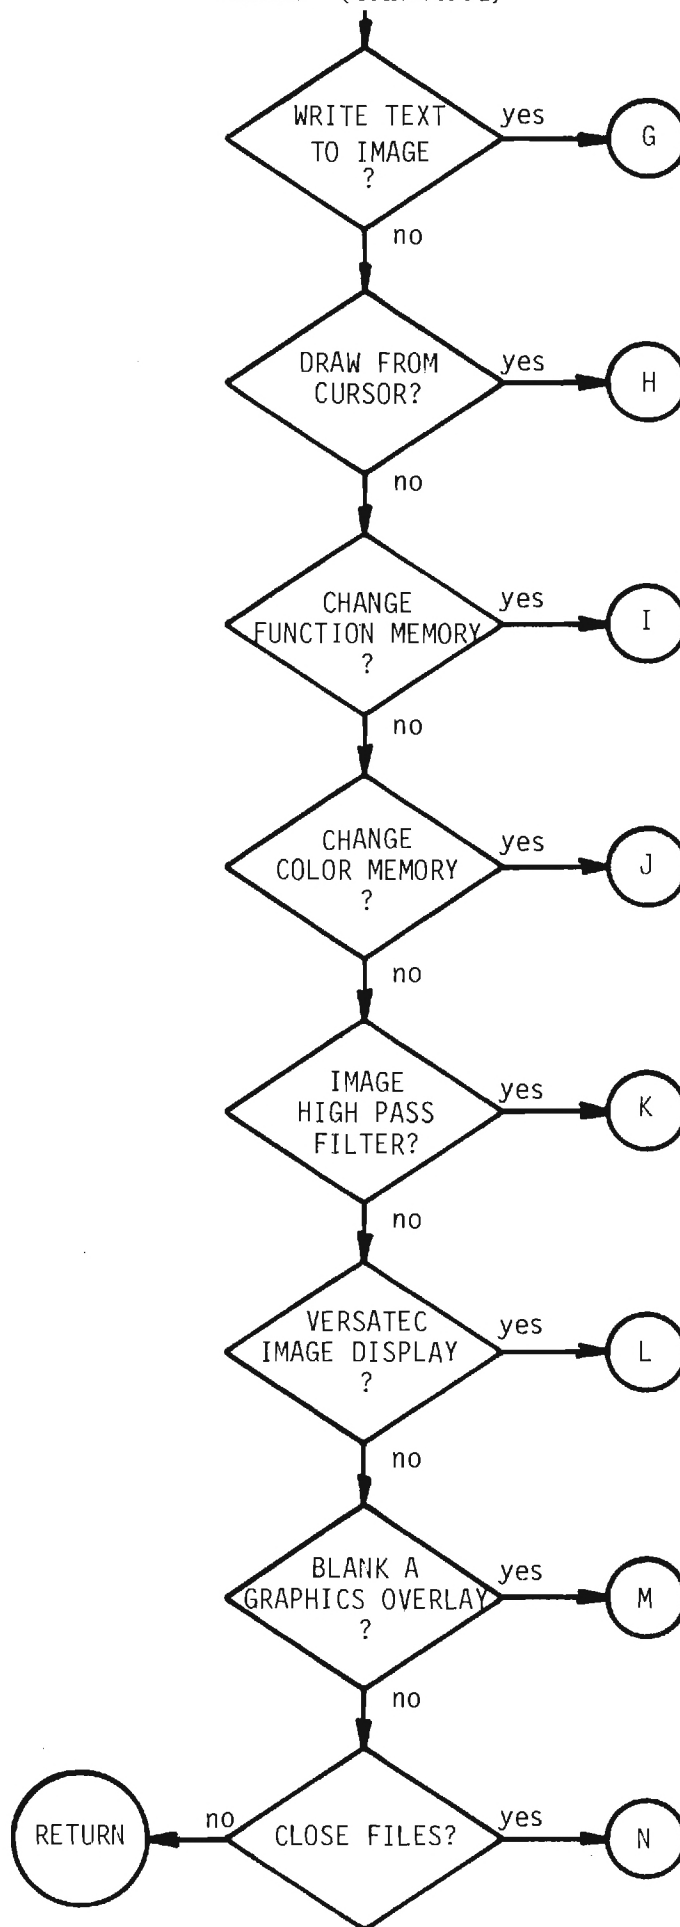 WRITE TEXT
TO IMAGE
?
yes
G
no
DRAW FROM
CURSOR?
yes
H
no
CHANGE
FUNCTION MEMORY
?
yes
I
no
CHANGE
COLOR MEMORY
?
yes
J
no
IMAGE
HIGH PASS
FILTER?
yes
K
no
VERSATEC
IMAGE DISPLAY
?
yes
L
no
BLANK A
GRAPHICS OVERLAY
?
yes
M
no
RETURN
no
CLOSE FILES?
yes
N